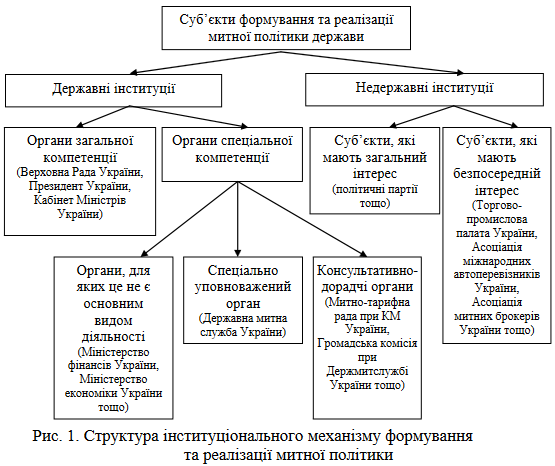 Суб’єкти формування та реалізації
митної політики держави
Державні інституції
Недержавні інституції
Органи загальної
компетенції
(Верховна Рада України,
Президент України,
Кабінет Міністрів
України)
Органи спеціальної
компетенції
Суб’єкти, які
мають загальний
інтерес
(політичні партії
тощо)
Суб’єкти, які
мають
безпосередній
інтерес
(Торгово-
промислова
палата України,
Асоціація
міжнародних
автоперевізників
України,
Асоціація
митних брокерів
України тощо)
Органи, для
яких це не є
основним
видом
діяльності
(Міністерство
фінансів України,
Міністерство
економіки України
тощо)
Спеціально
уповноважений
орган
(Державна митна
служба України)
Консультативно-
дорадчі органи
(Митно-тарифна
рада при КМ
України,
Громадська комісія
при
Держмитслужбі
України тощо)
Рис. 1. Структура інституціонального механізму формування
та реалізації митної політики